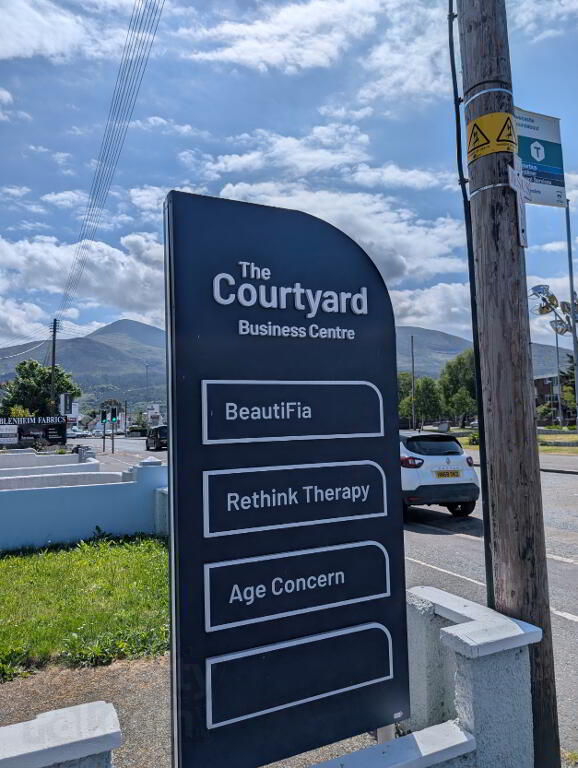 The
Courtyard
Business Centre
BeautiFia
Rethink Therapy
Age Concern
BLENHEIM FABRICS
T